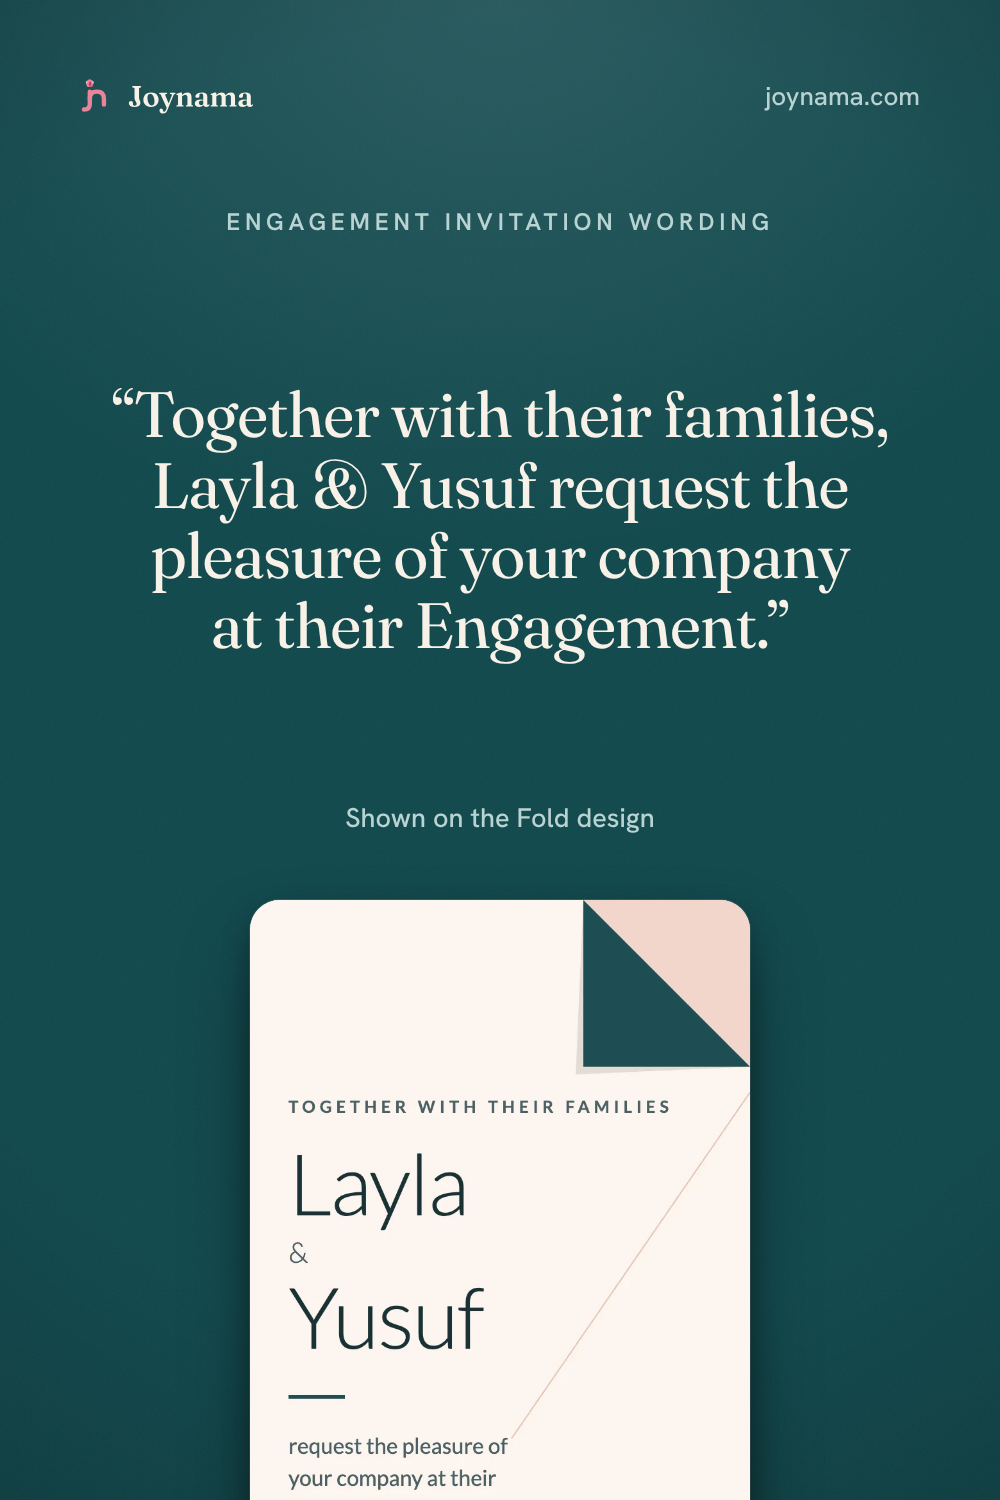 Joynama
joynama.com
ENGAGEMENT INVITATION WORDING
“Together with their families,
Layla & Yusuf request the
pleasure of your company
at their Engagement.”
Shown on the Fold design
TOGETHER WITH THEIR FAMILIES
Layla
&
Yusuf
request the pleasure of
your company at their